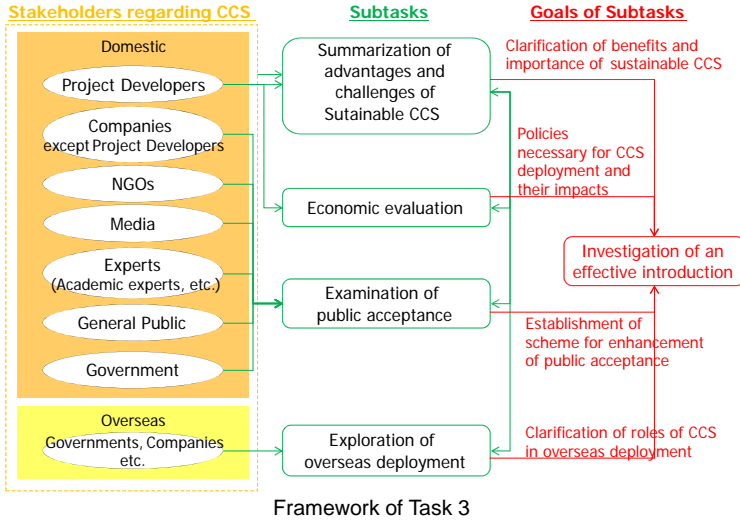 Stakeholders regarding CCS
Subtasks
Goals of Subtasks
Domestic
Project Developers
Companies
except Project Developers
NGOs
Media
Experts
(Academic experts, etc.)
General Public
Government
Overseas
Governments, Companies
etc.
Summarization of
advantages and
challenges of
Sutainable CCS
Economic evaluation
Examination of
public acceptance
Exploration of
overseas deployment
Clarification of benefits and
importance of sustainable CCS
Policies
necessary for CCS
deployment and
their impacts
Investigation of an
effective introduction
Establishment of
scheme for enhancement
of public acceptance
Clarification of roles of CCS
in overseas deployment
Framework of Task 3